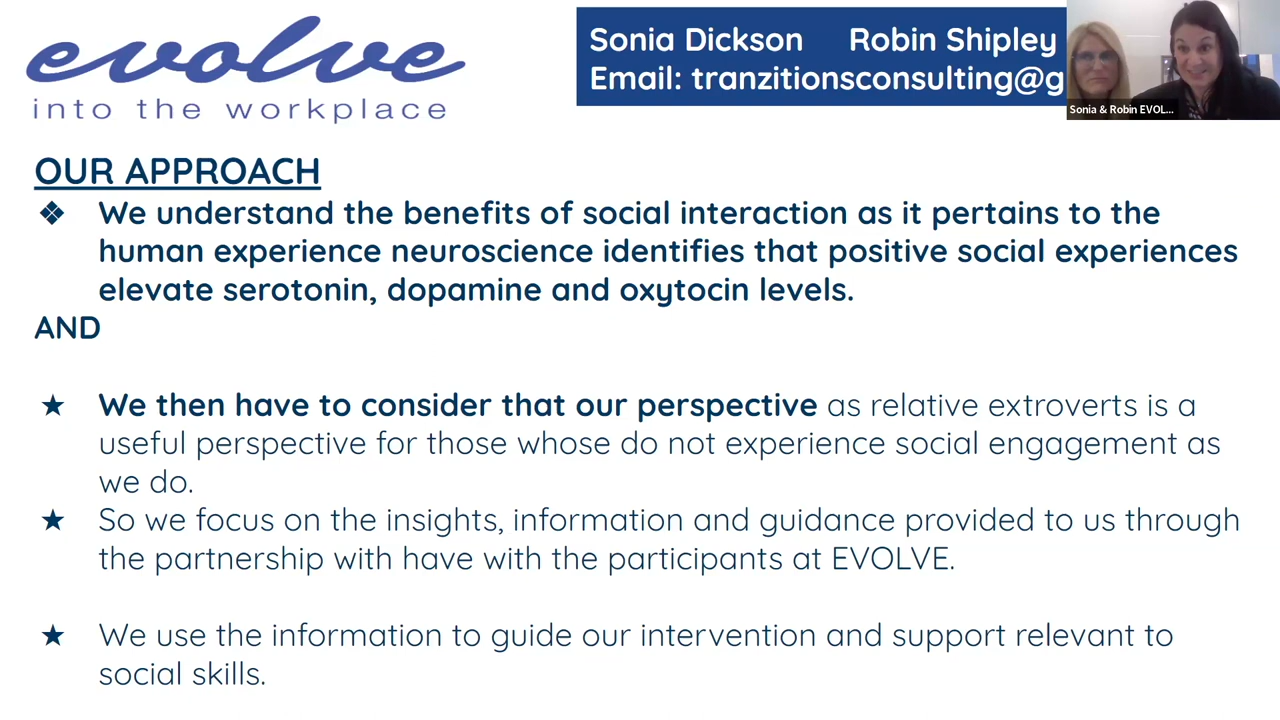 evolve
into the workplace
Sonia Dickson Robin Shipley
Email: tranzitionsconsulting@g
Sonia & Robin EVOL...
OUR APPROACH
❖ We understand the benefits of social interaction as it pertains to the
human experience neuroscience identifies that positive social experiences
elevate serotonin, dopamine and oxytocin levels.
AND
★ We then have to consider that our perspective as relative extroverts is a
useful perspective for those whose do not experience social engagement as
we do.
★ So we focus on the insights, information and guidance provided to us through
the partnership with have with the participants at EVOLVE.
★ We use the information to guide our intervention and support relevant to
social skills.